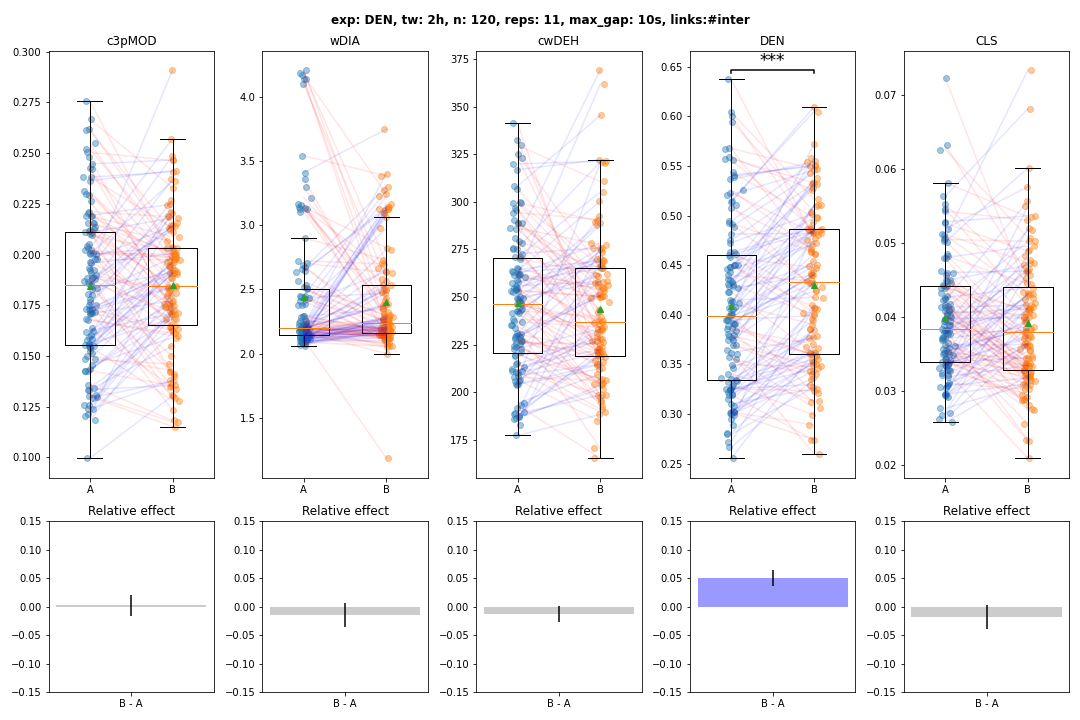 exp: DEN, tw: 2h, n: 120, reps: 11, max_gap: 10s, links:#inter
c3pMOD
wDIA
cwDEH
DEN
CLS
0.300
0.275
0.250
0.225
0.200
0.175
0.150
0.125
0.100
A
B
4.0
3.5
3.0
2.5
2.0
1.5
A
B
375
350
325
300
275
250
225
200
175
A
B
***
0.65
0.60
0.55
0.50
0.45
0.40
0.35
0.30
0.25
A
B
0.07
0.06
0.05
0.04
0.03
0.02
A
B
Relative effect
0.15
0.10
0.05
0.00
−0.05
−0.10
−0.15
B - A
Relative effect
0.15
0.10
0.05
0.00
−0.05
−0.10
−0.15
B - A
Relative effect
0.15
0.10
0.05
0.00
−0.05
−0.10
−0.15
B - A
Relative effect
0.15
0.10
0.05
0.00
−0.05
−0.10
−0.15
B - A
Relative effect
0.15
0.10
0.05
0.00
−0.05
−0.10
−0.15
B - A